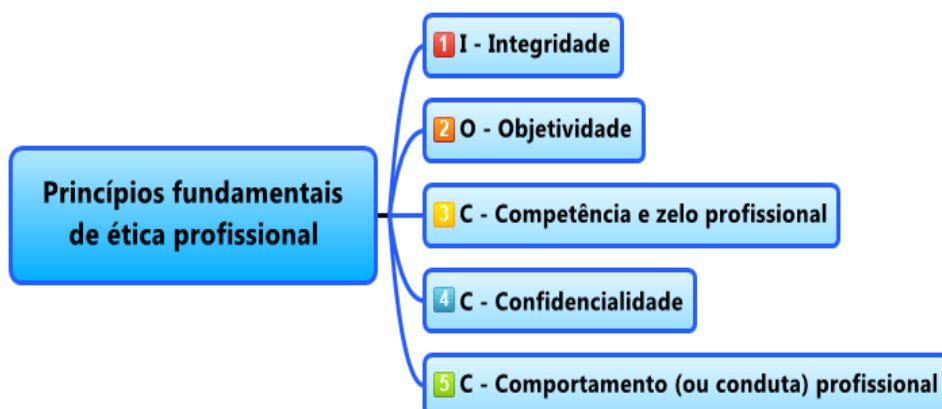 Princípios fundamentais
de ética profissional
1 I - Integridade
2 O - Objetividade
3 C - Competência e zelo profissional
4 C - Confidencialidade
5 C - Comportamento (ou conduta) profissional